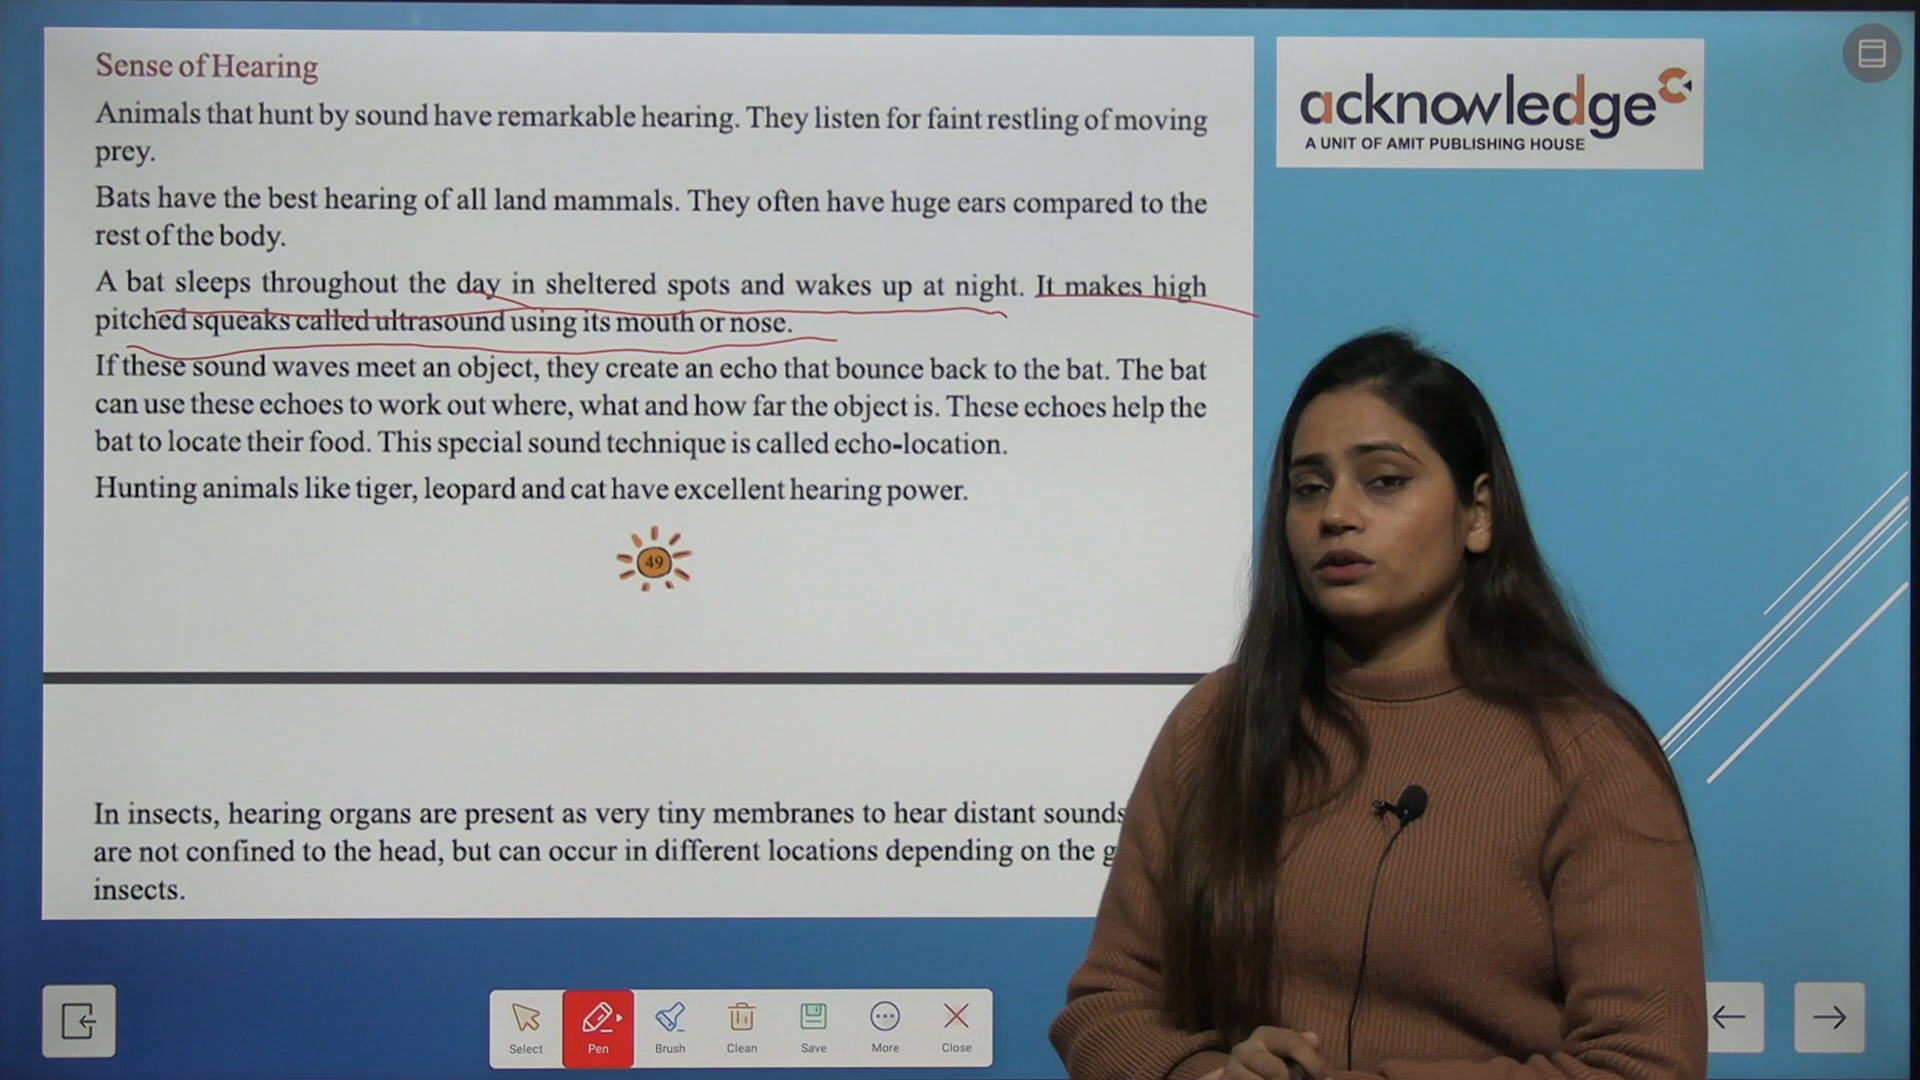 Sense of Hearing
Animals that hunt by sound have remarkable hearing. They listen for faint restling of moving
prey.
Bats have the best hearing of all land mammals. They often have huge ears compared to the
rest of the body.
A bat sleeps throughout the day in sheltered spots and wakes up at night. It makes high
pitched squeaks called ultrasound using its mouth or nose.
If these sound waves meet an object, they create an echo that bounce back to the bat. The bat
can use these echoes to work out where, what and how far the object is. These echoes help the
bat to locate their food. This special sound technique is called echo-location.
Hunting animals like tiger, leopard and cat have excellent hearing power.
49
In insects, hearing organs are present as very tiny membranes to hear distant sounds
are not confined to the head, but can occur in different locations depending on the
insects.
acknowledge
A UNIT OF AMIT PUBLISHING HOUSE
Select Pen Brush Clean Save More Close